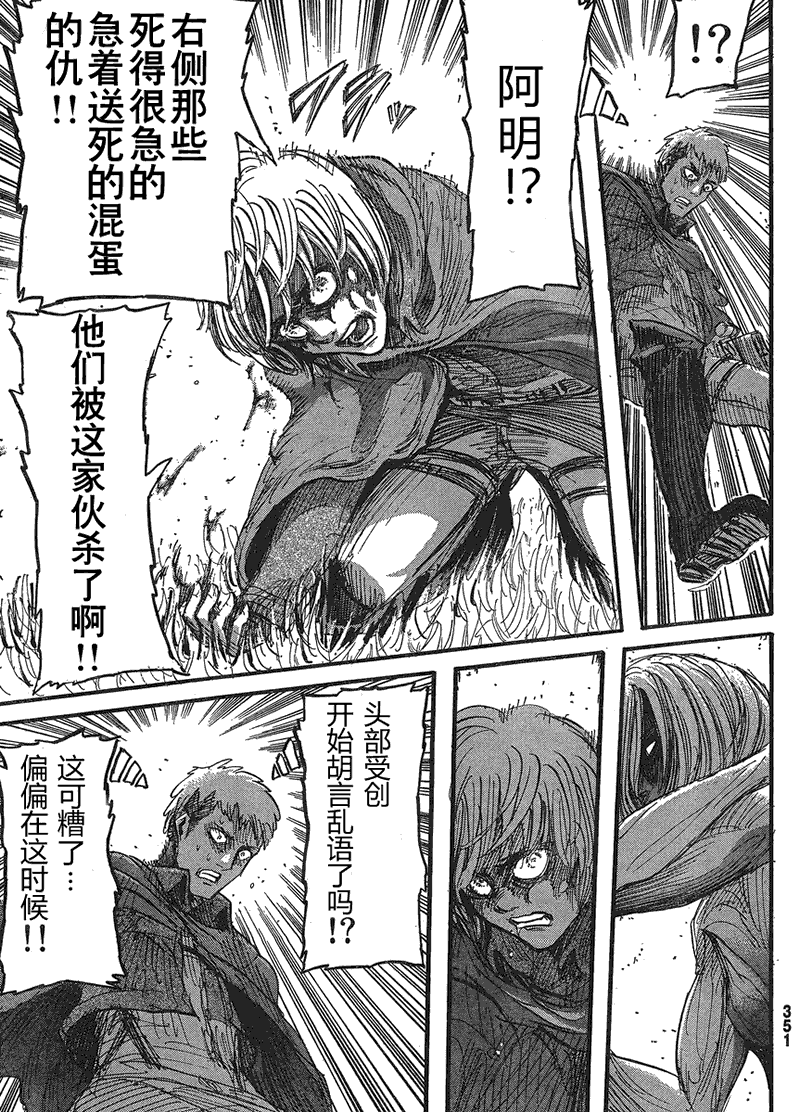 !?
阿明!?
右侧那些
死得很急的
急着送死的混蛋
的仇!!
他们被这家伙杀了啊!!
头部受创
开始胡言乱语了吗!?
这可糟了…
偏偏在这时候!!
351